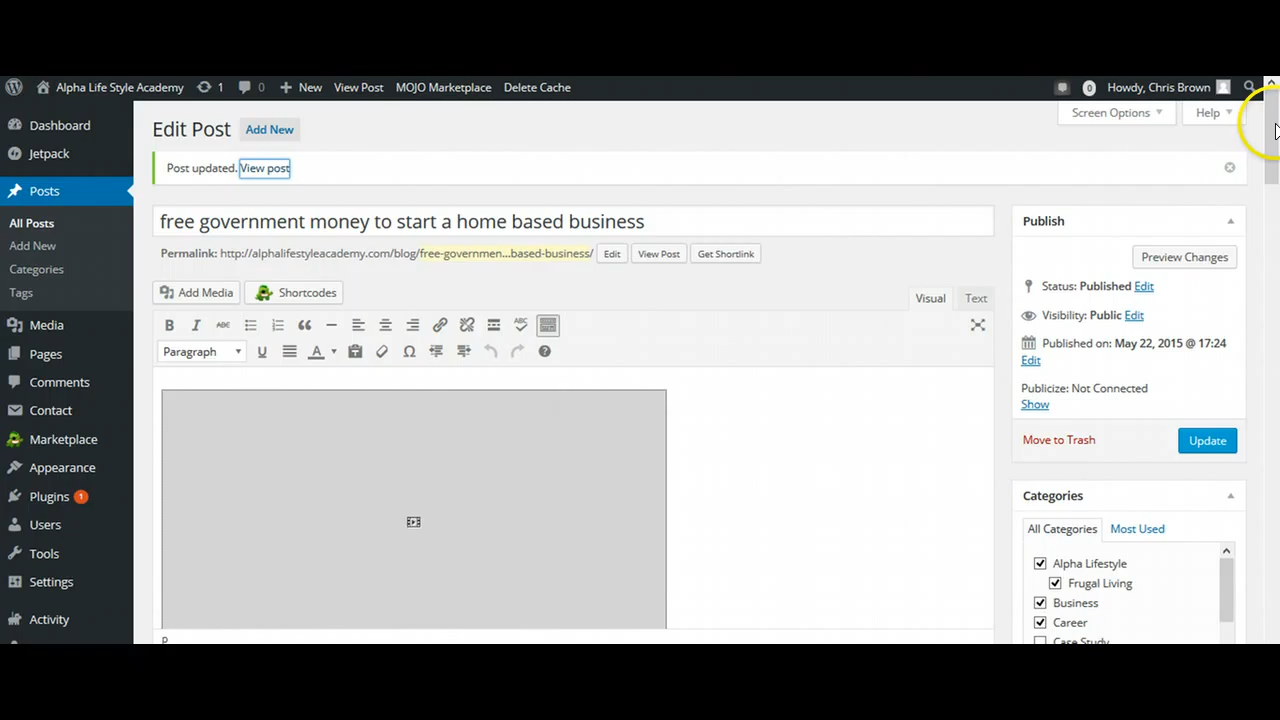 Alpha Life Style Academy 1 0 New View Post MOJO Marketplace Delete Cache 0 Howdy, Chris Brown
Dashboard
Jetpack
Posts
All Posts
Add New
Categories
Tags
Media
Pages
Comments
Contact
Marketplace
Appearance
Plugins 1
Users
Tools
Settings
Activity
Screen Options Help
Edit Post Add New
Post updated. View post
free government money to start a home based business
Permalink: http://alphalifestyleacademy.com/blog/free-governmen...based-business/ Edit View Post Get Shortlink
Add Media Shortcodes Visual Text
B I ABC ABC
Paragraph U A Ω
P
Publish
Preview Changes
Status: Published Edit
Visibility: Public Edit
Published on: May 22, 2015 @ 17:24
Edit
Publicize: Not Connected
Show
Move to Trash Update
Categories
All Categories Most Used
Alpha Lifestyle
Frugal Living
Business
Career
Case Study